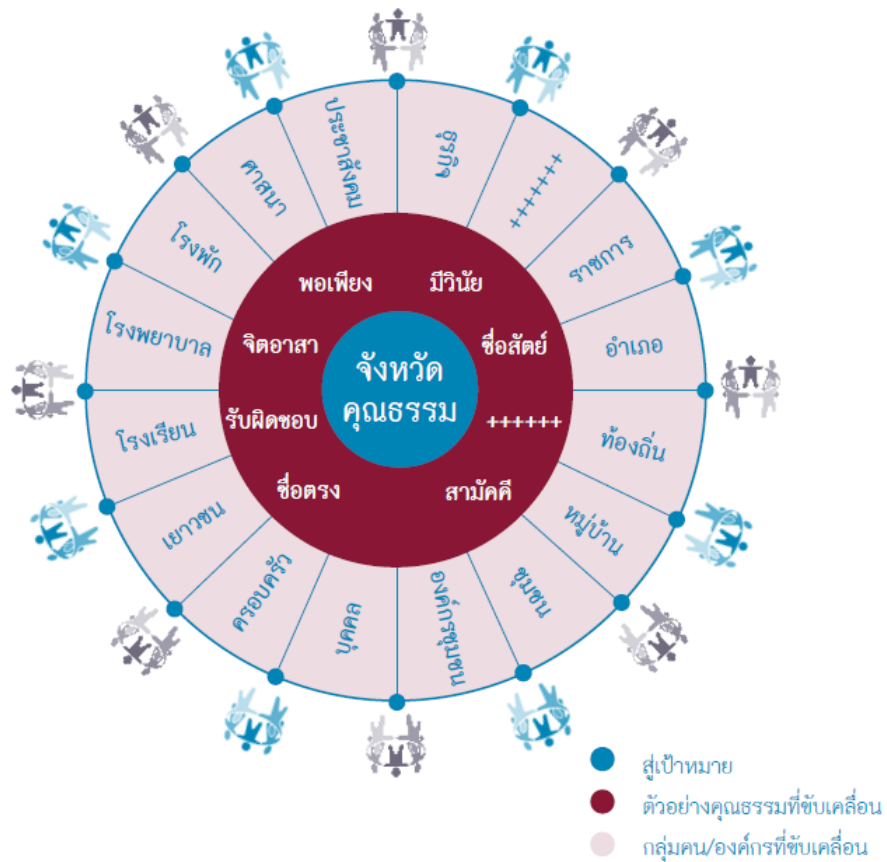 ประชาสังคม
ธุรกิจ
+++++++
ราชการ
อำเภอ
ท้องถิ่น
หมู่บ้าน
ชุมชน
องค์กรชุมชน
บุคคล
ครอบครัว
เยาวชน
โรงเรียน
โรงพยาบาล
โรงพัก
ศาสนา
พอเพียง
มีวินัย
ซื่อสัตย์
++++++
สามัคคี
ซื่อตรง
รับผิดชอบ
จิตอาสา
จังหวัด
คุณธรรม
สู่เป้าหมาย
ตัวอย่างคุณธรรมที่ขับเคลื่อน
กลุ่มคน/องค์กรที่ขับเคลื่อน